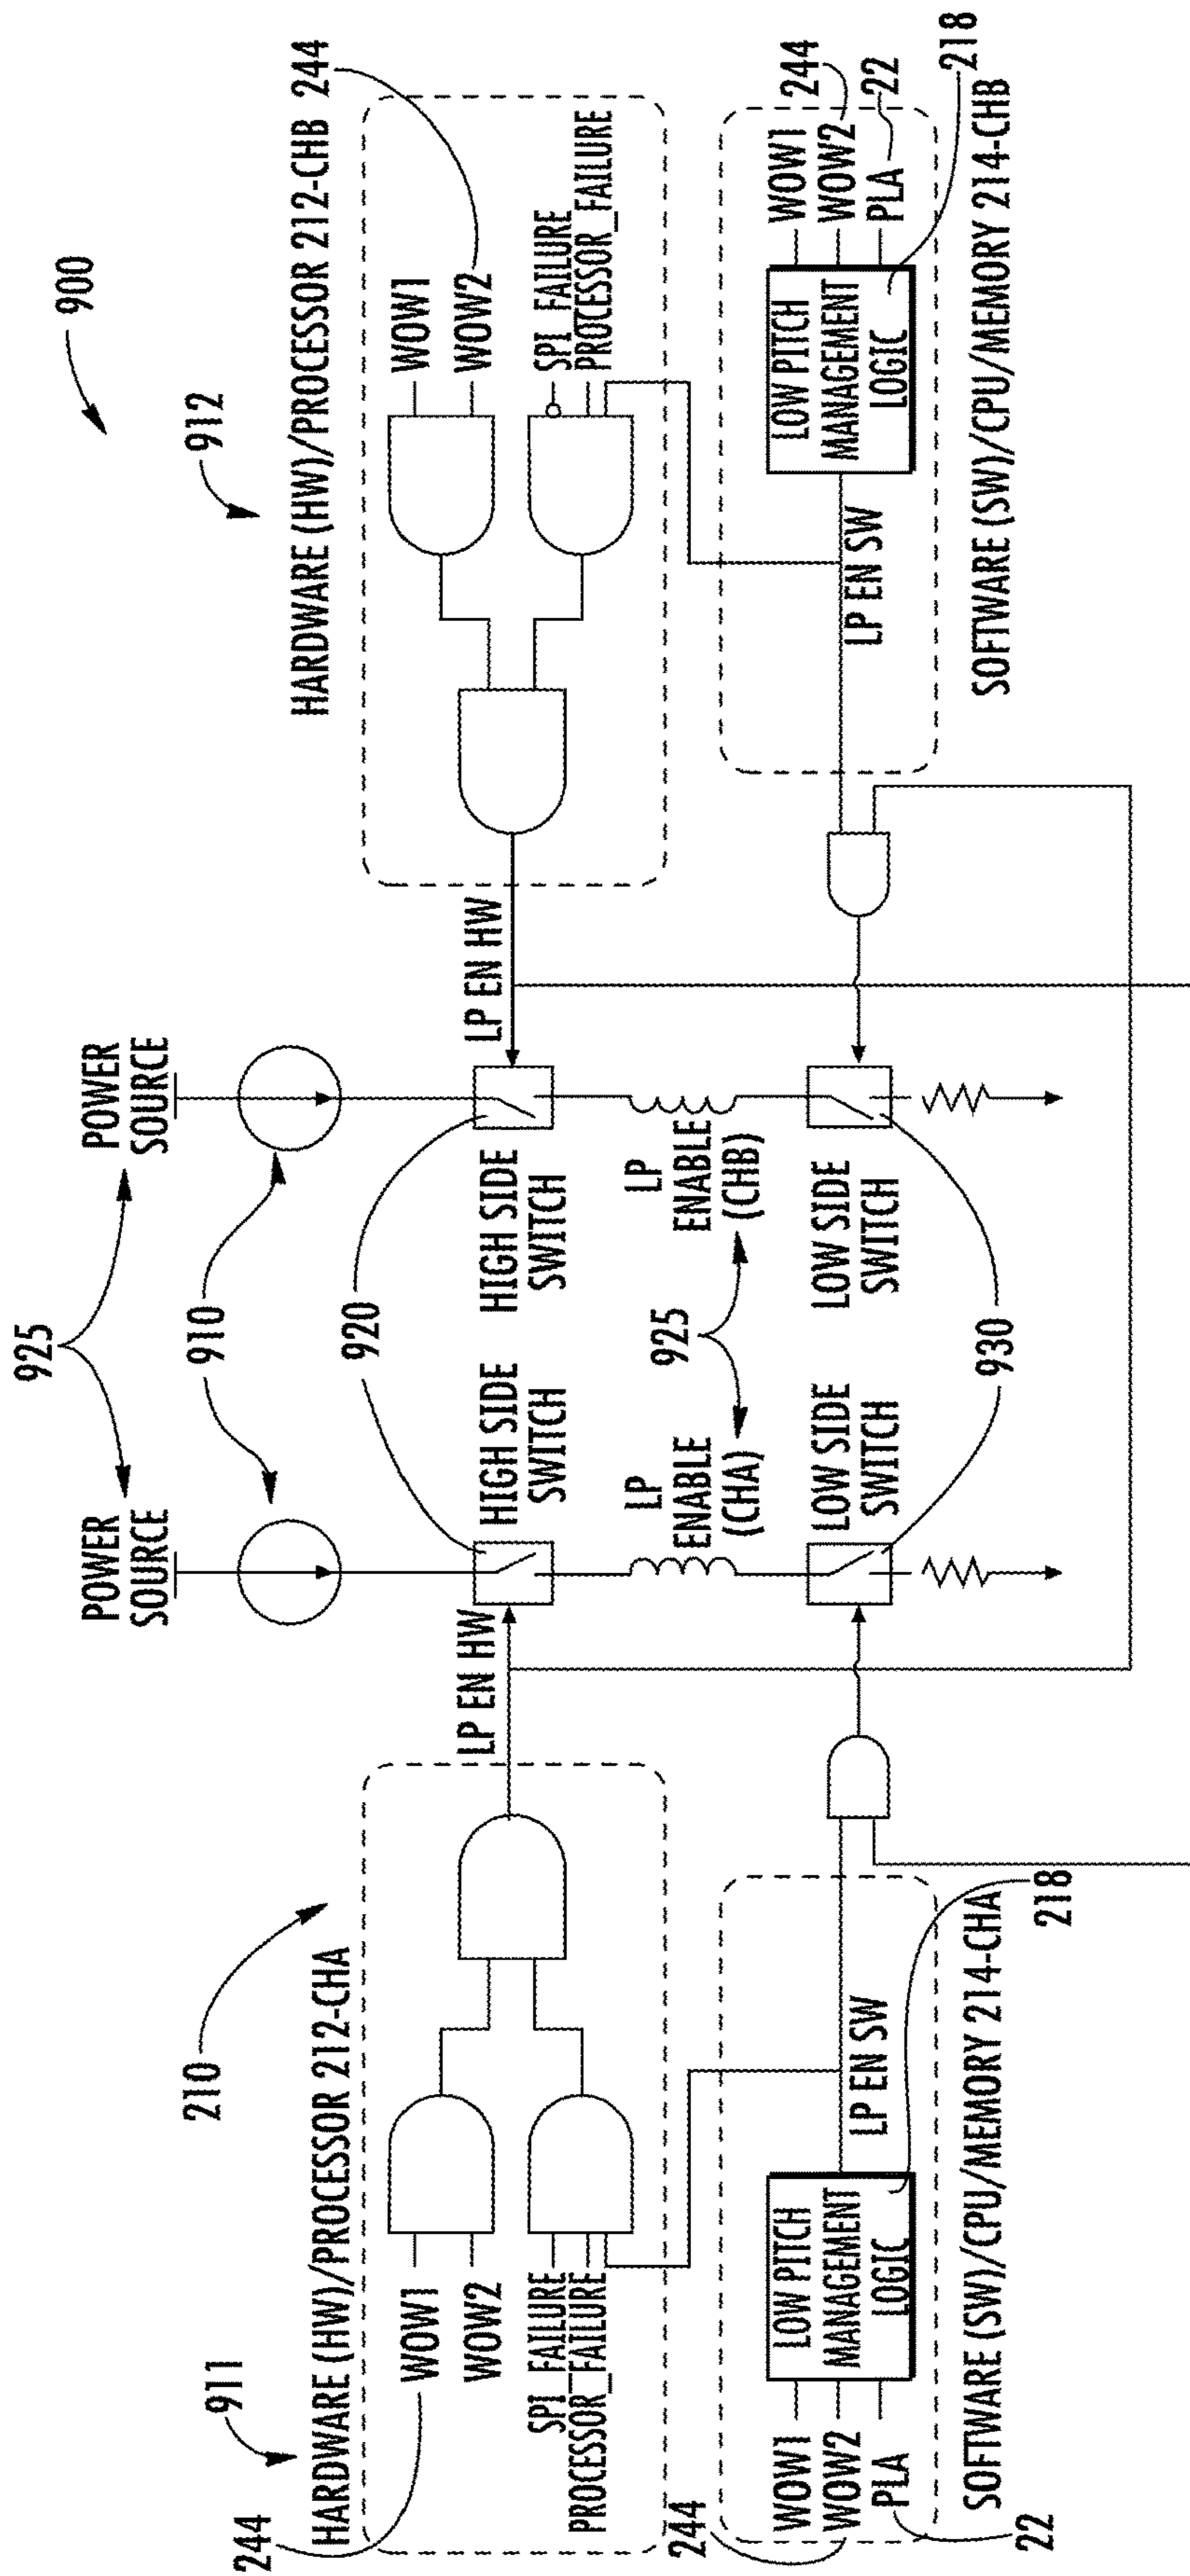 900
925
POWER
SOURCE
POWER
SOURCE
910
911
HARDWARE (HW)/PROCESSOR 212-CHA
210
912
HARDWARE (HW)/PROCESSOR 212-CHB
244
244
WOW1
WOW2
SPI_FAILURE
PROCESSOR_FAILURE
LP EN HW
920
HIGH SIDE
SWITCH
HIGH SIDE
SWITCH
LP EN HW
WOW1
WOW2
SPI_FAILURE
PROCESSOR_FAILURE
LP
ENABLE
(CHA)
925
LP
ENABLE
(CHB)
244
WOW1
WOW2
PLA
22
LOW PITCH
MANAGEMENT
LOGIC
LP EN SW
218
LOW SIDE
SWITCH
LOW SIDE
SWITCH
930
LP EN SW
LOW PITCH
MANAGEMENT
LOGIC
WOW1
WOW2
PLA
244
22
218
SOFTWARE (SW)/CPU/MEMORY 214-CHA
SOFTWARE (SW)/CPU/MEMORY 214-CHB